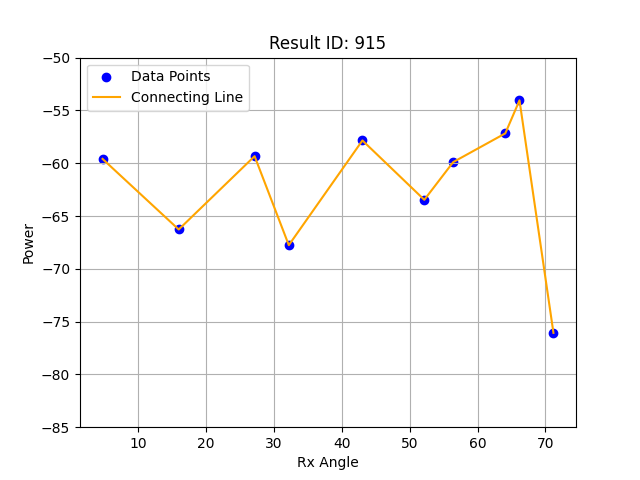 Result ID: 915
Data Points
Connecting Line
−50
−55
−60
−65
−70
−75
−80
−85
Power
10 20 30 40 50 60 70
Rx Angle